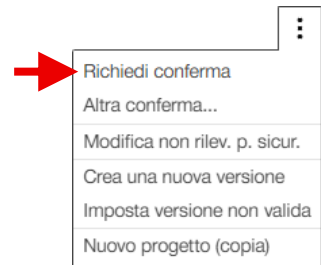 Richiedi conferma
Altra conferma...
Modifica non rilev. p. sicur.
Crea una nuova versione
Imposta versione non valida
Nuovo progetto (copia)